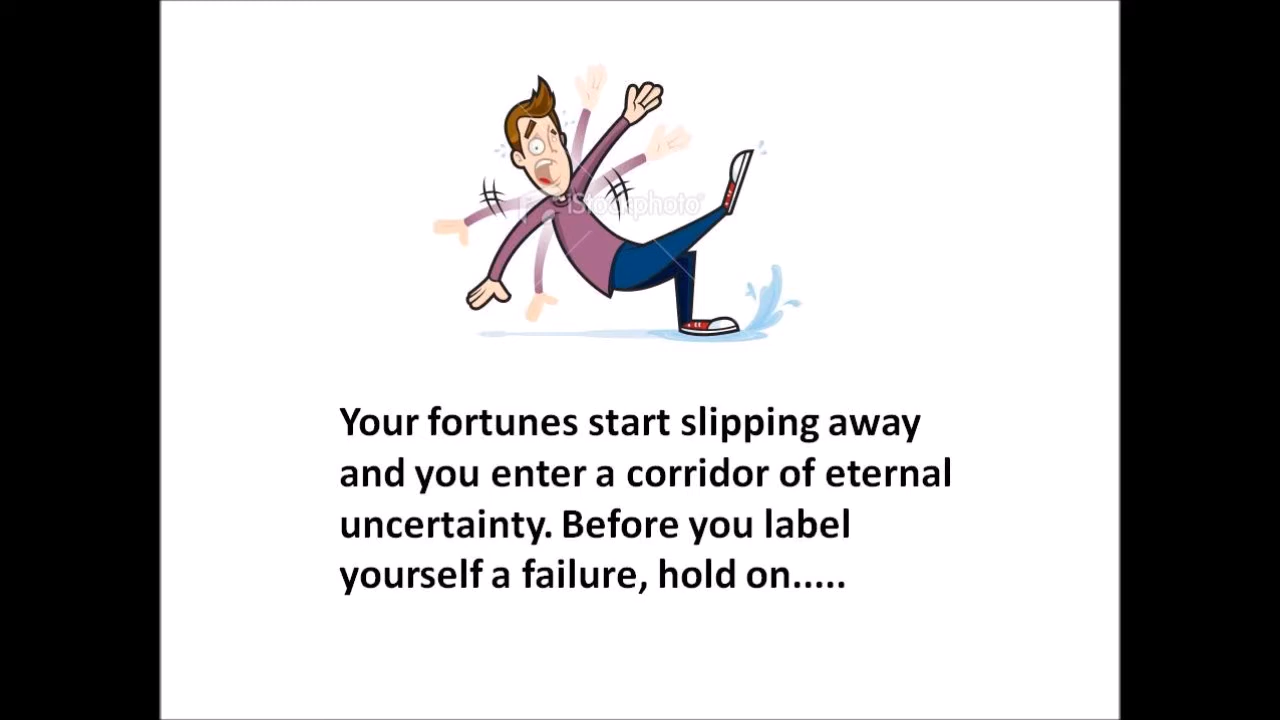 iStockphoto
Your fortunes start slipping away
and you enter a corridor of eternal
uncertainty. Before you label
yourself a failure, hold on.....